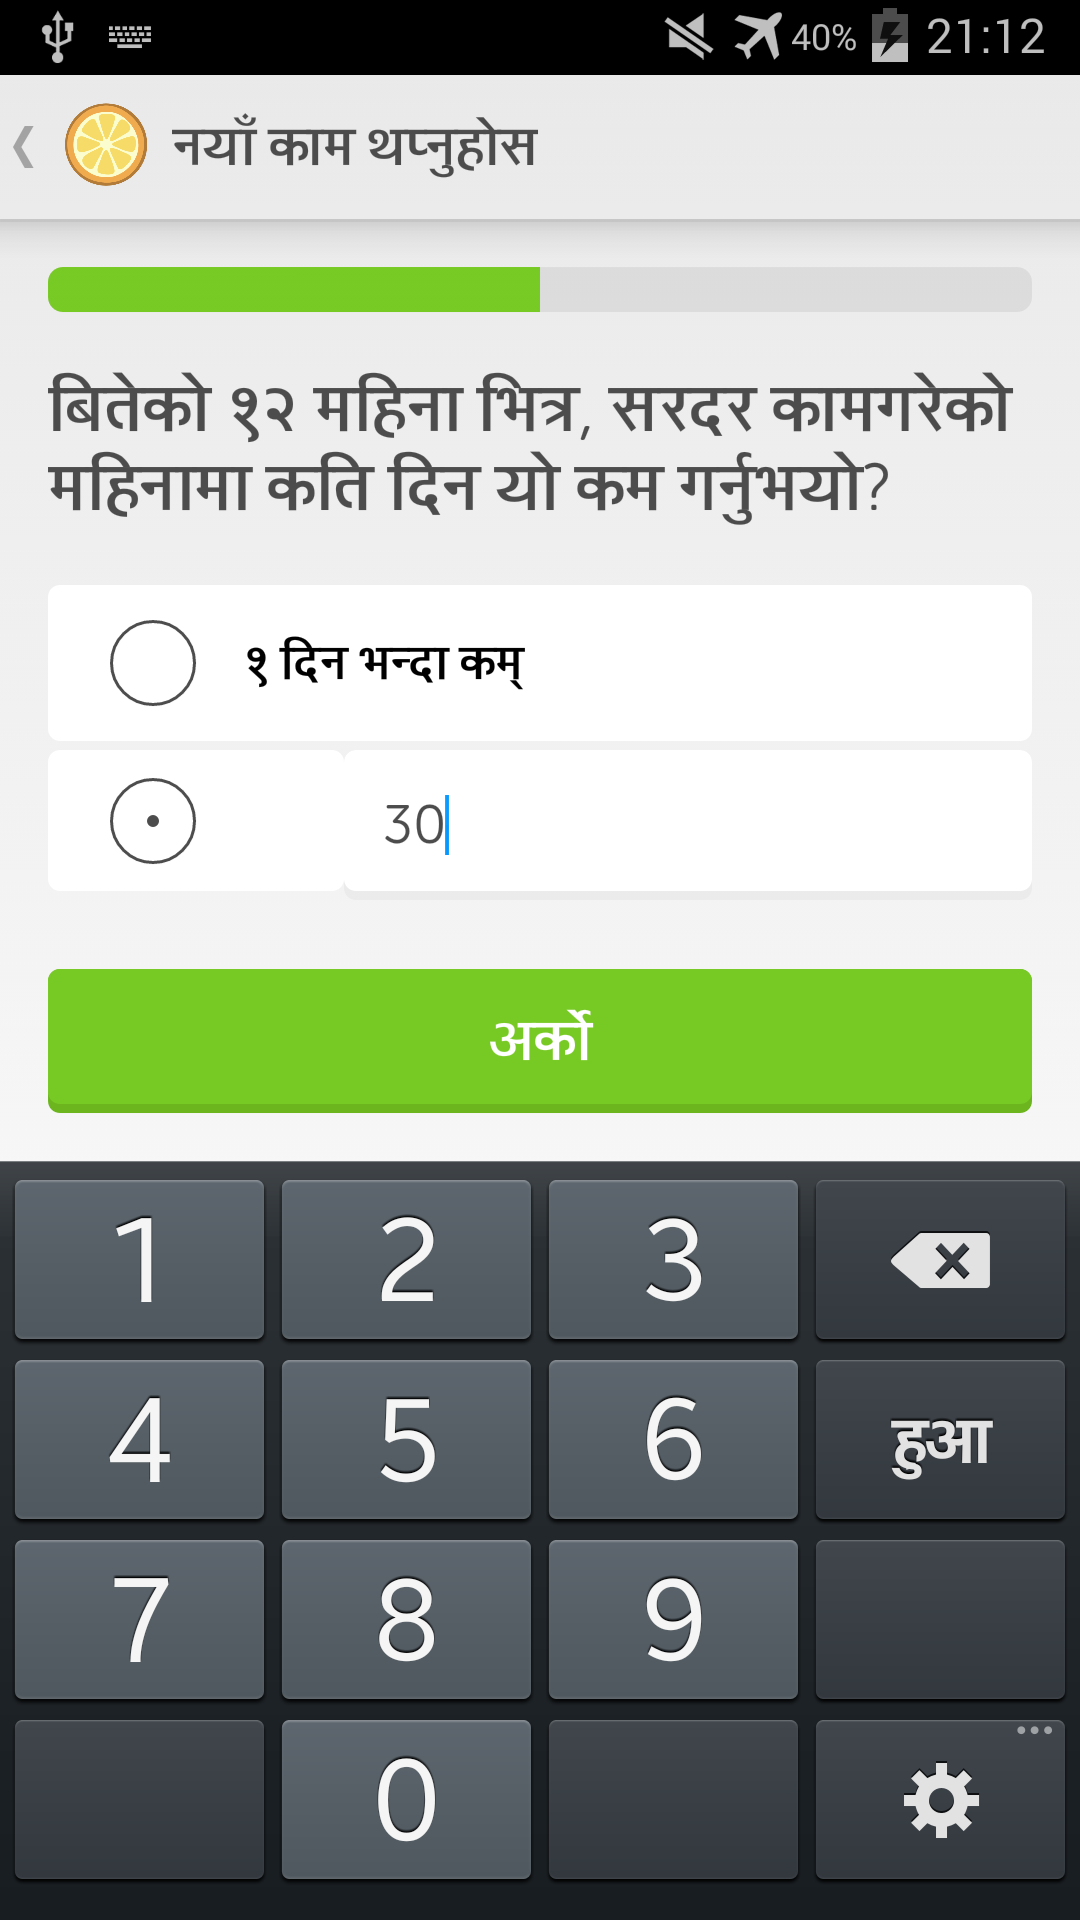 40% 21:12
नयाँ काम थप्नुहोस
बितेको १२ महिना भित्र, सरदर कामगरेको
महिनामा कति दिन यो कम गर्नुभयो?
१ दिन भन्दा कम्
30
अर्को
1 2 3
4 5 6 हुआ
7 8 9
0